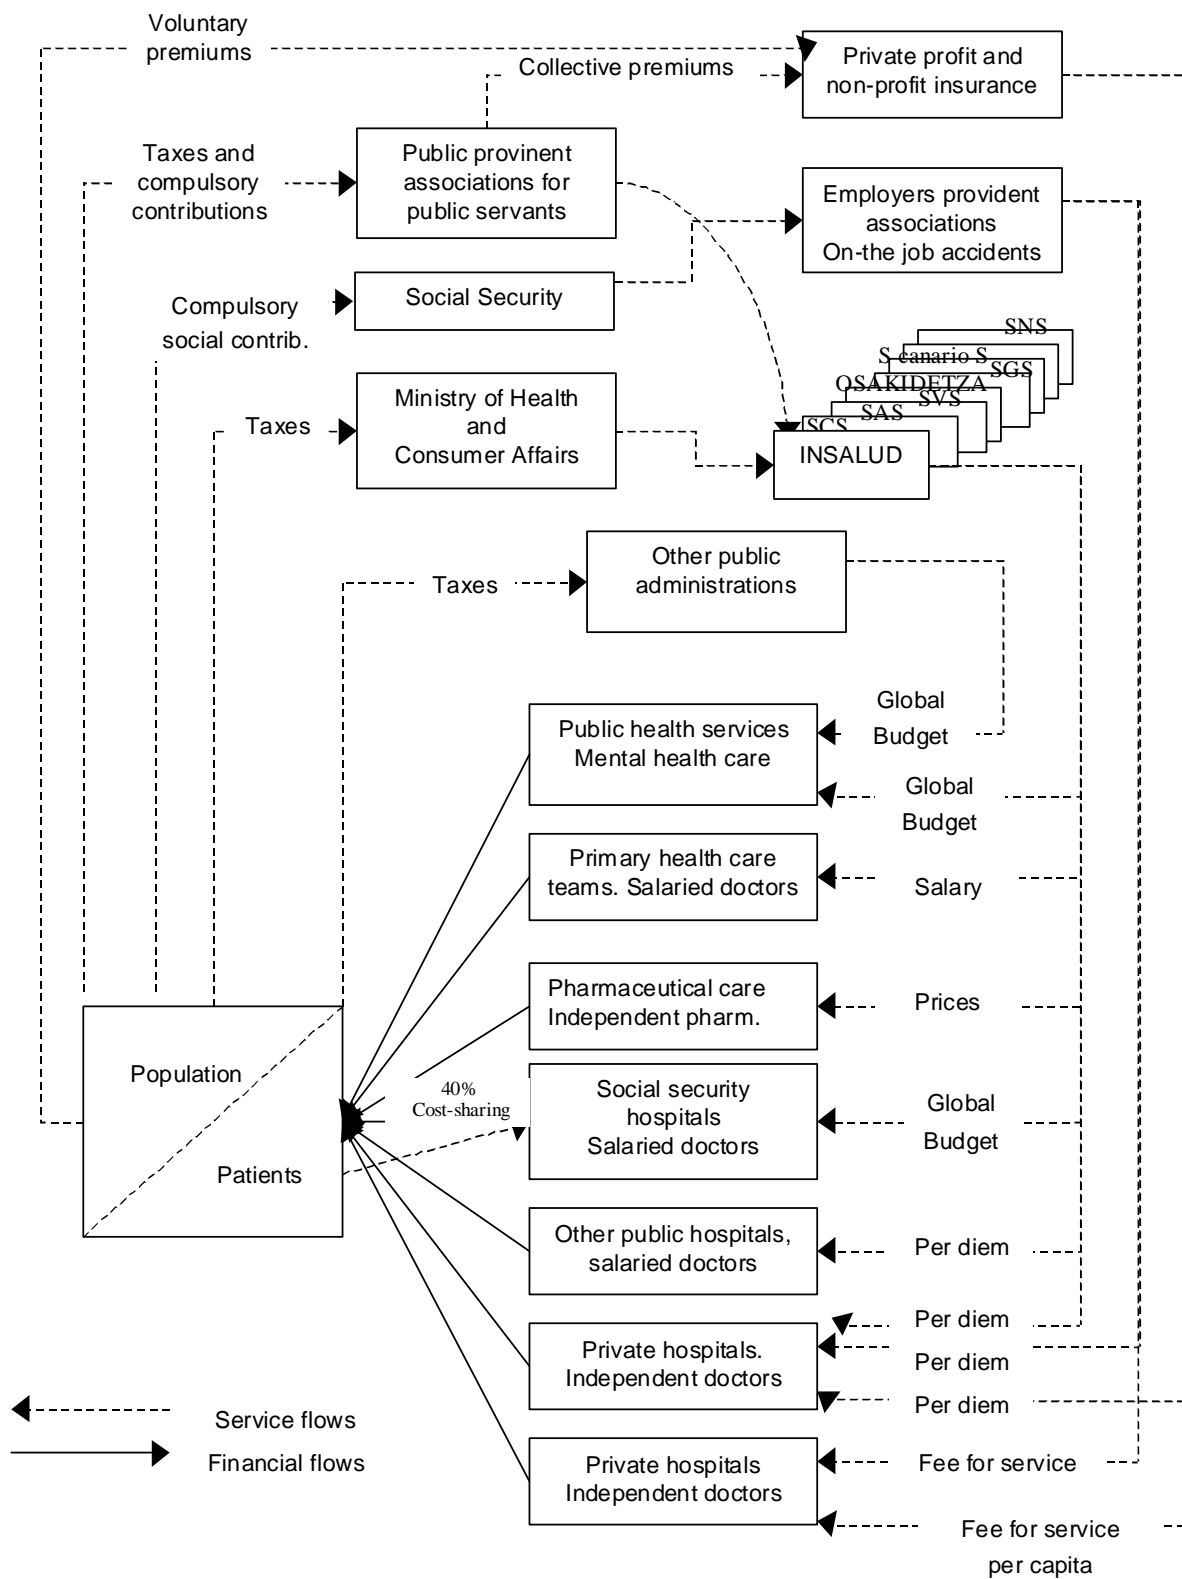 Voluntary
premiums
Collective premiums
Private profit and
non-profit insurance
Taxes and
compulsory
contributions
Public provinent
associations for
public servants
Employers provident
associations
On-the job accidents
Compulsory
social contrib.
Social Security
SNS
S canario S
SGS
OSAKIDETZA
SVS
SAS
SCS
INSALUD
Taxes
Ministry of Health
and
Consumer Affairs
Taxes
Other public
administrations
Public health services
Mental health care
Global
Budget
Global
Budget
Primary health care
teams. Salaried doctors
Salary
Pharmaceutical care
Independent pharm.
Prices
Population
Patients
40%
Cost-sharing
Social security
hospitals
Salaried doctors
Global
Budget
Other public hospitals,
salaried doctors
Per diem
Private hospitals.
Independent doctors
Per diem
Per diem
Per diem
Service flows
Financial flows
Private hospitals
Independent doctors
Fee for service
Fee for service
per capita